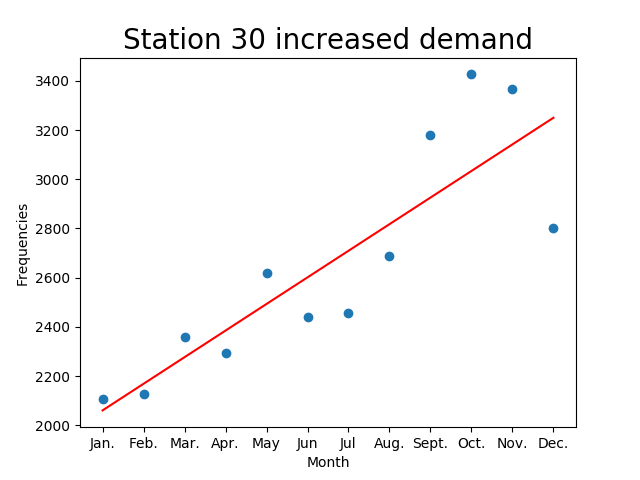 Station 30 increased demand
3400
3200
3000
2800
2600
2400
2200
2000
Frequencies
Jan. Feb. Mar. Apr. May Jun Jul Aug. Sept. Oct. Nov. Dec.
Month